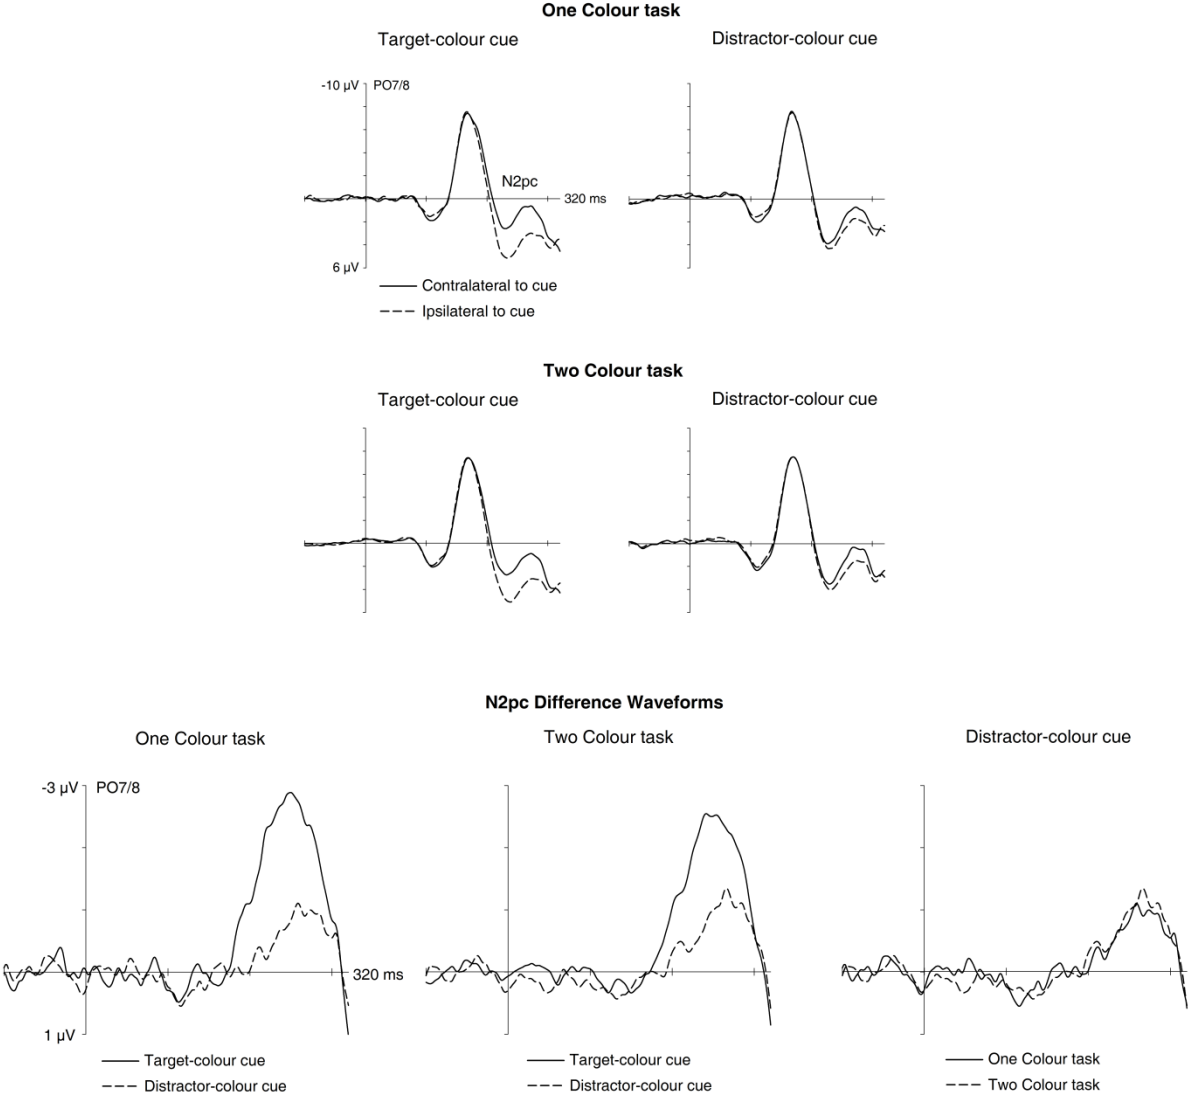 One Colour task
Target-colour cue
Distractor-colour cue
-10 µV
PO7/8
N2pc
320 ms
6 µV
Contralateral to cue
Ipsilateral to cue
Two Colour task
Target-colour cue
Distractor-colour cue
N2pc Difference Waveforms
One Colour task
Two Colour task
Distractor-colour cue
-3 µV
PO7/8
320 ms
1 µV
Target-colour cue
Distractor-colour cue
Target-colour cue
Distractor-colour cue
One Colour task
Two Colour task